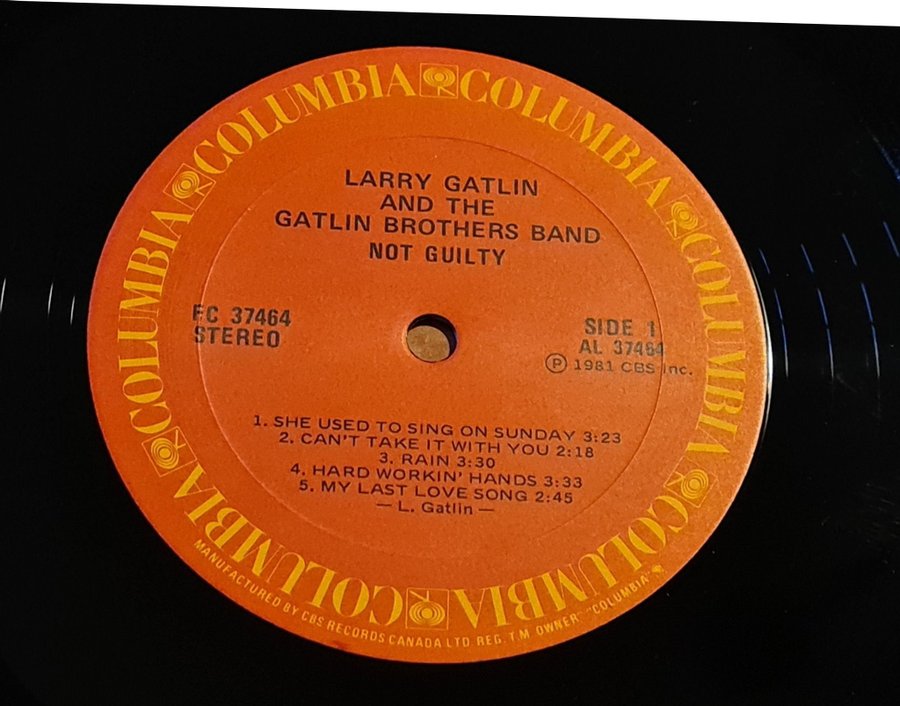 COLUMBIA COLUMBIA COLUMBIA COLUMBIA COLUMBIA COLUMBIA
LARRY GATLIN
AND THE
GATLIN BROTHERS BAND
NOT GUILTY
FC 37464
STEREO
SIDE 1
AL 37464
Ⓟ 1981 CBS Inc.
1. SHE USED TO SING ON SUNDAY 3:23
2. CAN'T TAKE IT WITH YOU 2:18
3. RAIN 3:30
4. HARD WORKIN' HANDS 3:33
5. MY LAST LOVE SONG 2:45
— L. Gatlin —
MANUFACTURED BY CBS RECORDS CANADA LTD. REG. T.M. OWNER-"COLUMBIA"